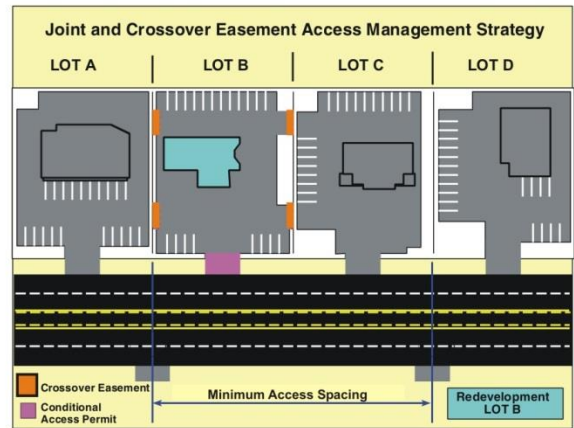 Joint and Crossover Easement Access Management Strategy
LOT A
LOT B
LOT C
LOT D
Crossover Easement
Conditional
Access Permit
Minimum Access Spacing
Redevelopment
LOT B